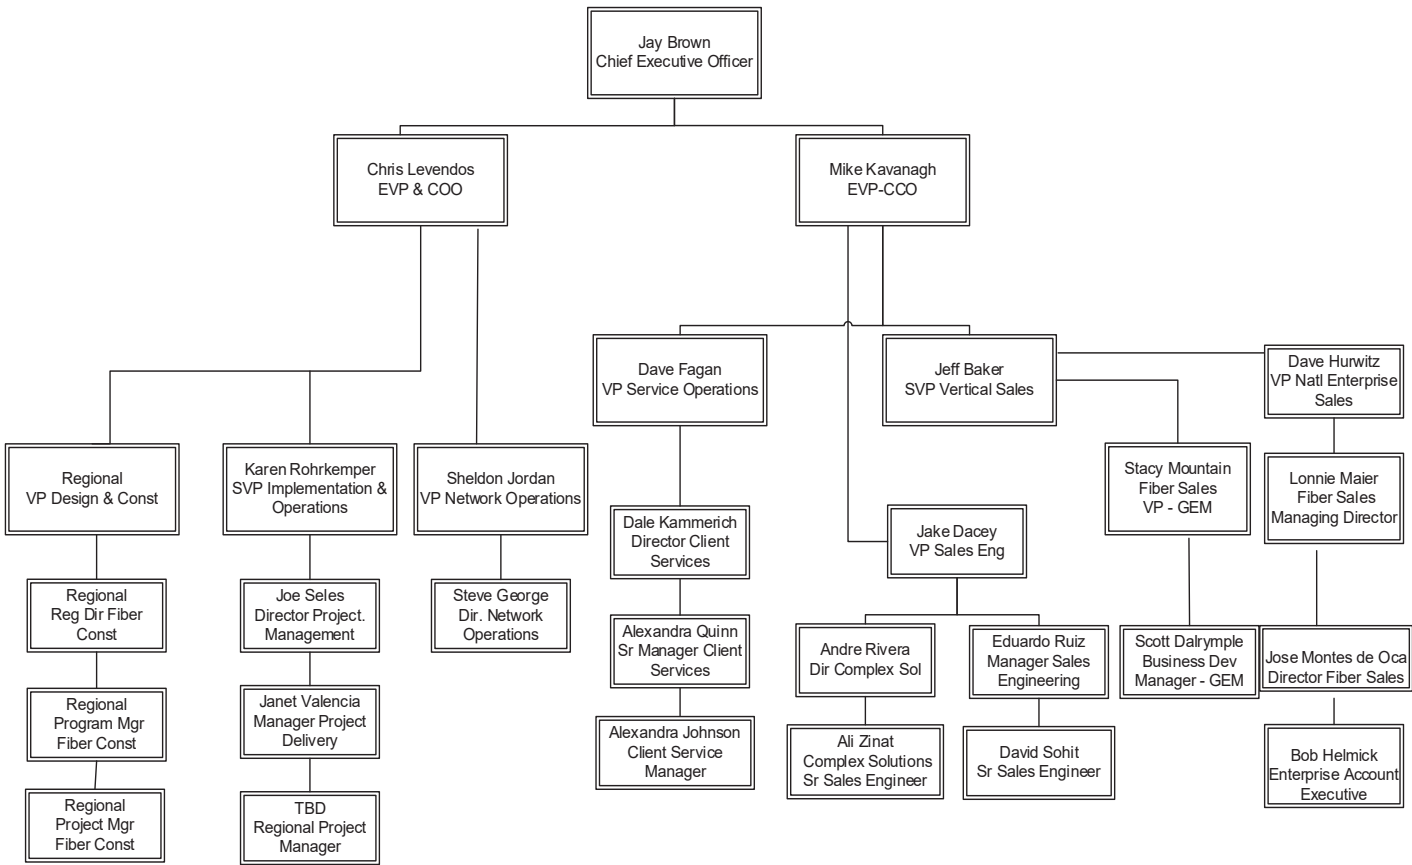 Jay Brown
Chief Executive Officer
Chris Levendos
EVP & COO
Mike Kavanagh
EVP-CCO
Dave Fagan
VP Service Operations
Jeff Baker
SVP Vertical Sales
Dave Hurwitz
VP Natl Enterprise
Sales
Regional
VP Design & Const
Karen Rohrkemper
SVP Implementation &
Operations
Sheldon Jordan
VP Network Operations
Stacy Mountain
Fiber Sales
VP - GEM
Lonnie Maier
Fiber Sales
Managing Director
Dale Kammerich
Director Client
Services
Jake Dacey
VP Sales Eng
Regional
Reg Dir Fiber
Const
Joe Seles
Director Project.
Management
Steve George
Dir. Network
Operations
Alexandra Quinn
Sr Manager Client
Services
Andre Rivera
Dir Complex Sol
Eduardo Ruiz
Manager Sales
Engineering
Scott Dalrymple
Business Dev
Manager - GEM
Jose Montes de Oca
Director Fiber Sales
Regional
Program Mgr
Fiber Const
Janet Valencia
Manager Project
Delivery
Alexandra Johnson
Client Service
Manager
Ali Zinat
Complex Solutions
Sr Sales Engineer
David Sohit
Sr Sales Engineer
Bob Helmick
Enterprise Account
Executive
Regional
Project Mgr
Fiber Const
TBD
Regional Project
Manager